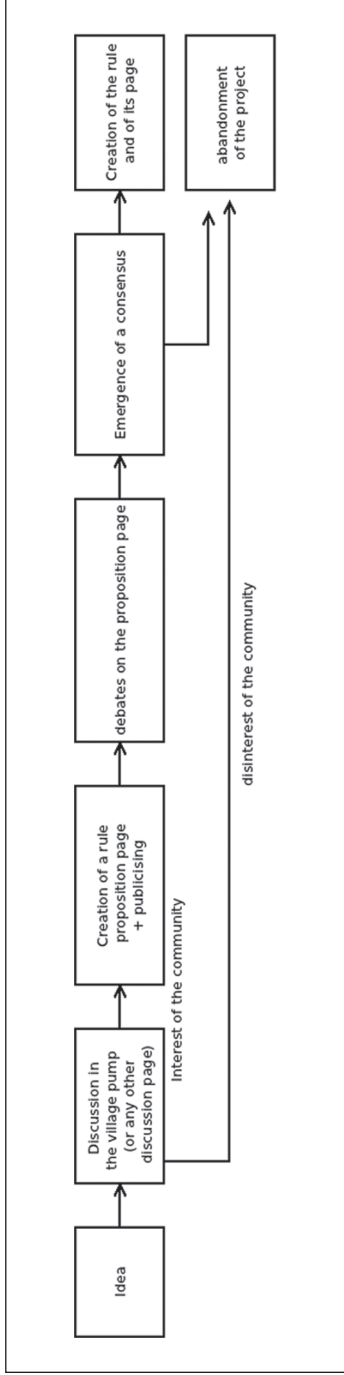 Idea
Discussion in
the village pump
(or any other
discussion page)
Interest of the community
Creation of a rule
proposition page
+ publicising
debates on the proposition page
disinterest of the community
Emergence of a consensus
Creation of the rule
and of its page
abandonment
of the project